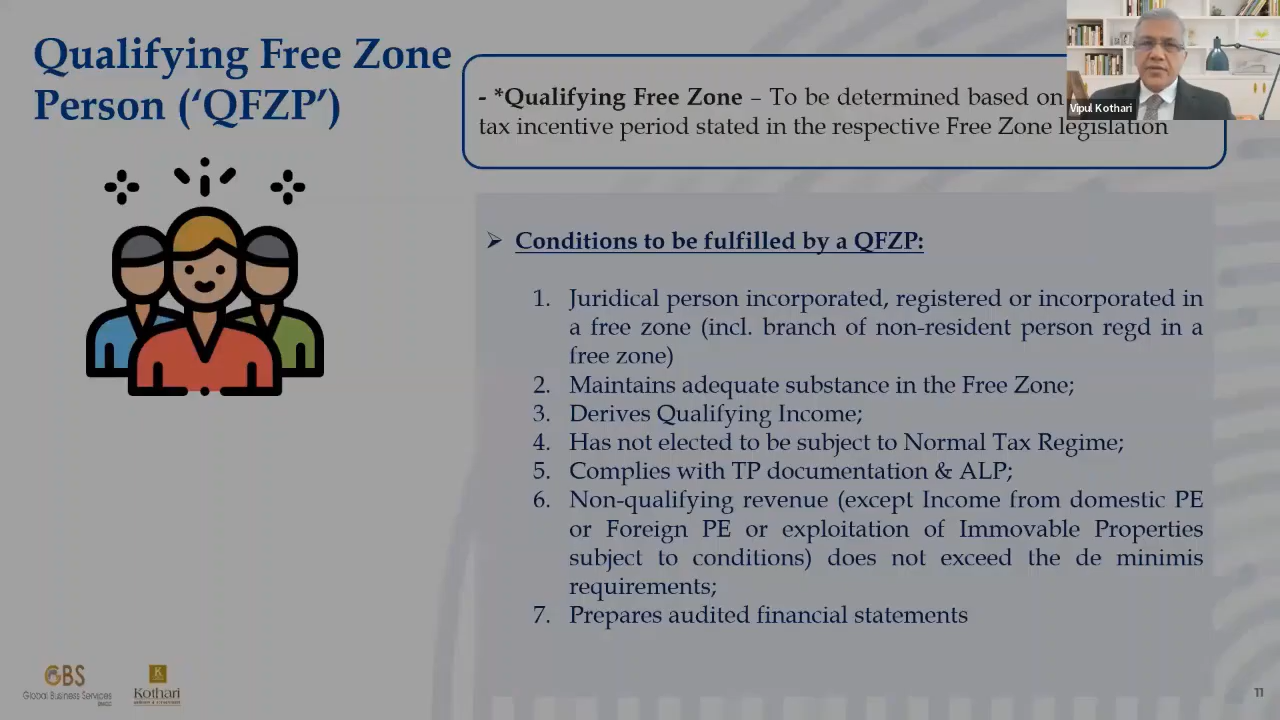 Qualifying Free Zone
Person (‘QFZP’)
- *Qualifying Free Zone – To be determined based on
tax incentive period stated in the respective Free Zone legislation
Vipul Kothari
➢ Conditions to be fulfilled by a QFZP:
1. Juridical person incorporated, registered or incorporated in
a free zone (incl. branch of non-resident person regd in a
free zone)
2. Maintains adequate substance in the Free Zone;
3. Derives Qualifying Income;
4. Has not elected to be subject to Normal Tax Regime;
5. Complies with TP documentation & ALP;
6. Non-qualifying revenue (except Income from domestic PE
or Foreign PE or exploitation of Immovable Properties
subject to conditions) does not exceed the de minimis
requirements;
7. Prepares audited financial statements
GBS
Global Business Services
K
Kothari
11